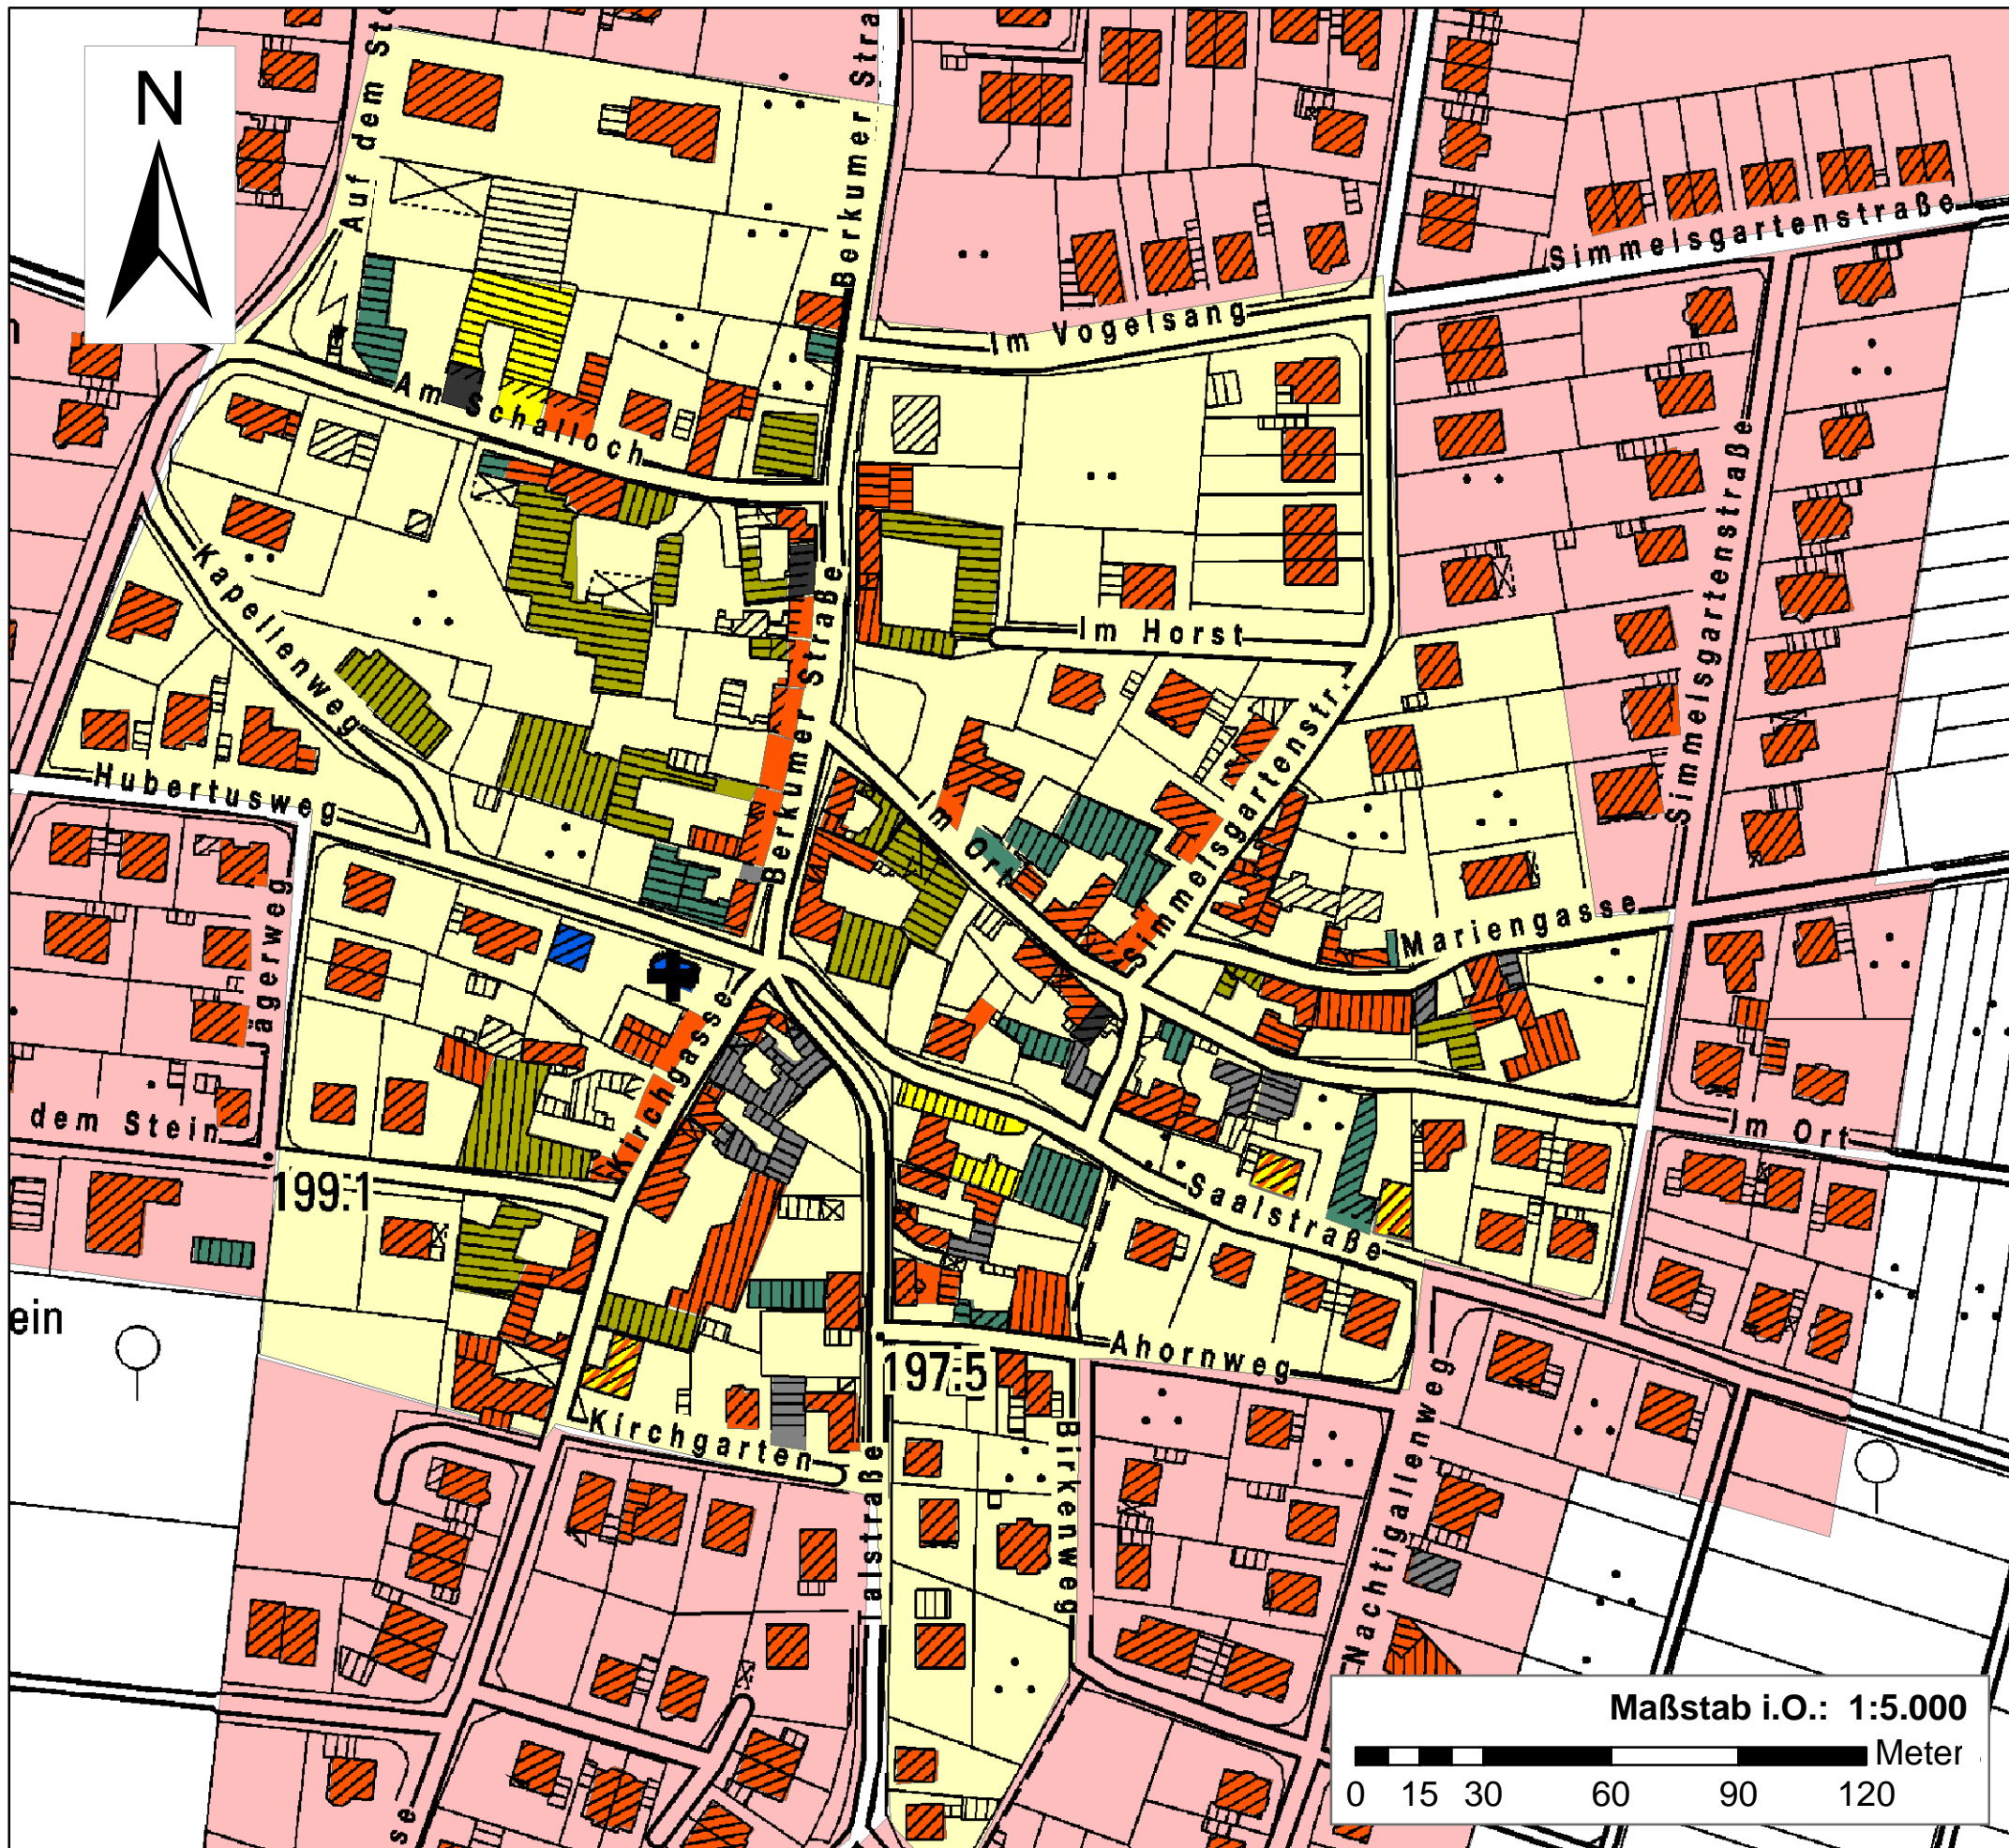 N
Auf dem Ste
Berkumer Stra
Simmelsgartenstraße
Im Vogelsang
Am Schalloch
Simmelsgartenstraße
Kapellenweg
Berkumer Straße
Im Horst
Simmelsgartenstr.
Hubertusweg
Im Ort
Jägerweg
Mariengasse
Kirchgasse
dem Stein
Im Ort
199.1
Saalstraße
ein
197.5
Ahornweg
Kirchgarten
Birkenweg
Nachtigallenweg
alstraße
se
Maßstab i.O.: 1:5.000
Meter
0 15 30 60 90 120